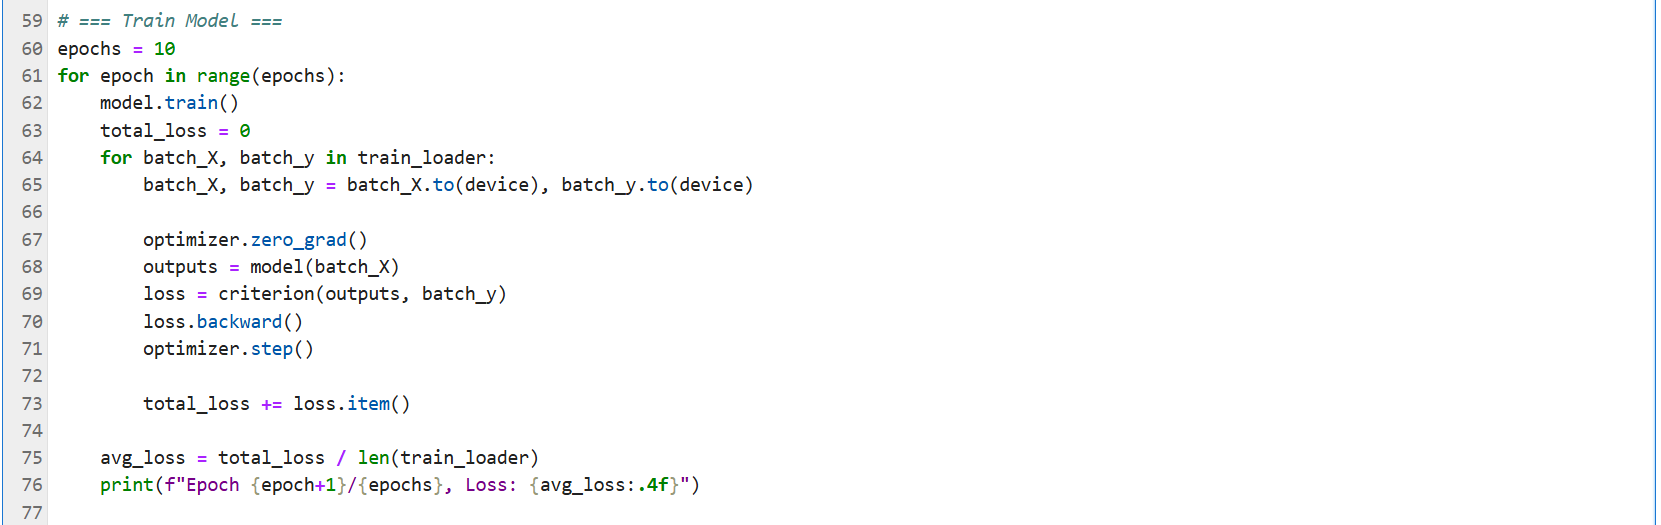 59 # === Train Model ===
60 epochs = 10
61 for epoch in range(epochs):
62     model.train()
63     total_loss = 0
64     for batch_X, batch_y in train_loader:
65         batch_X, batch_y = batch_X.to(device), batch_y.to(device)
66
67         optimizer.zero_grad()
68         outputs = model(batch_X)
69         loss = criterion(outputs, batch_y)
70         loss.backward()
71         optimizer.step()
72
73         total_loss += loss.item()
74
75     avg_loss = total_loss / len(train_loader)
76     print(f"Epoch {epoch+1}/{epochs}, Loss: {avg_loss:.4f}")
77